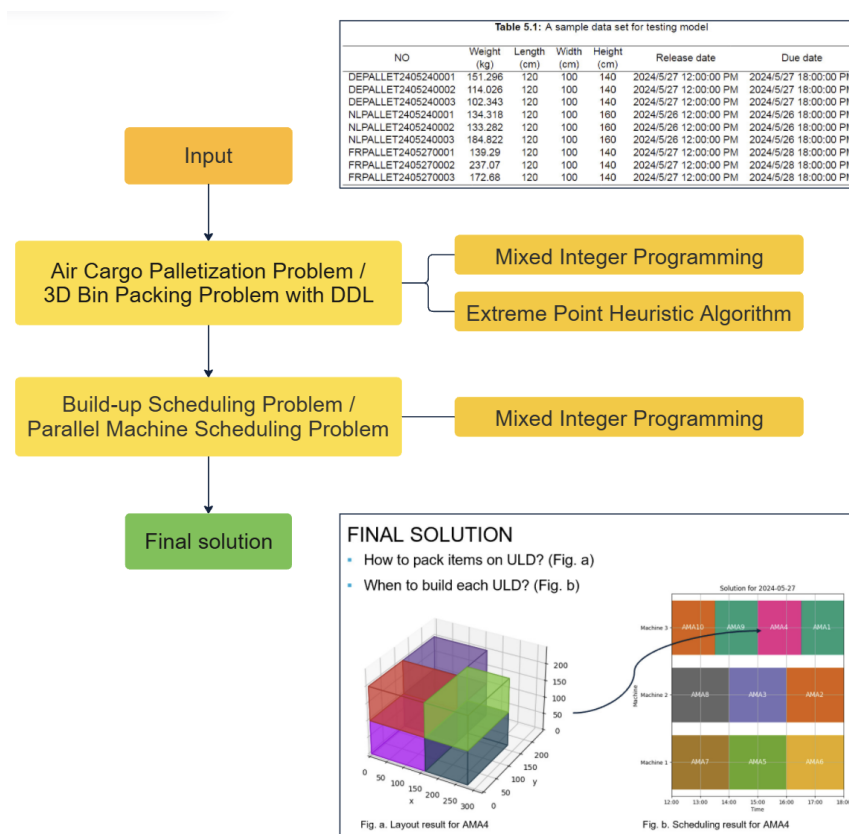 Table 5.1: A sample data set for testing model
NO Weight (kg) Length (cm) Width (cm) Height (cm) Release date Due date
DEPALLET2405240001 151.296 120 100 140 2024/5/27 12:00:00 PM 2024/5/27 18:00:00 PM
DEPALLET2405240002 114.026 120 100 140 2024/5/27 12:00:00 PM 2024/5/27 18:00:00 PM
DEPALLET2405240003 102.343 120 100 140 2024/5/27 12:00:00 PM 2024/5/27 18:00:00 PM
NLPALLET2405240001 134.318 120 100 160 2024/5/26 12:00:00 PM 2024/5/26 18:00:00 PM
NLPALLET2405240002 133.282 120 100 160 2024/5/26 12:00:00 PM 2024/5/26 18:00:00 PM
NLPALLET2405240003 184.822 120 100 160 2024/5/26 12:00:00 PM 2024/5/26 18:00:00 PM
FRPALLET2405270001 139.29 120 100 140 2024/5/27 12:00:00 PM 2024/5/28 18:00:00 PM
FRPALLET2405270002 237.07 120 100 140 2024/5/27 12:00:00 PM 2024/5/28 18:00:00 PM
FRPALLET2405270003 172.68 120 100 140 2024/5/27 12:00:00 PM 2024/5/28 18:00:00 PM
Input
Air Cargo Palletization Problem /
3D Bin Packing Problem with DDL
Mixed Integer Programming
Extreme Point Heuristic Algorithm
Build-up Scheduling Problem /
Parallel Machine Scheduling Problem
Mixed Integer Programming
Final solution
FINAL SOLUTION
• How to pack items on ULD? (Fig. a)
• When to build each ULD? (Fig. b)
0 50 100 150 200 250 300
x
0 50 100 150 200
y
0 50 100 150 200
Fig. a. Layout result for AMA4
Solution for 2024-05-27
Machine
Machine 3 AMA10 AMA9 AMA4 AMA1
Machine 2 AMA8 AMA3 AMA2
Machine 1 AMA7 AMA5 AMA6
12:00 13:00 14:00 15:00 16:00 17:00 18:00
Time
Fig. b. Scheduling result for AMA4